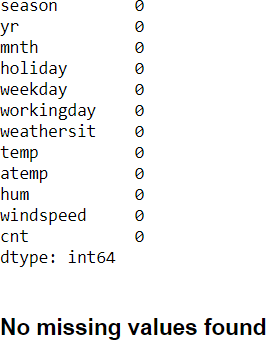 season 0
yr 0
mnth 0
holiday 0
weekday 0
workingday 0
weathersit 0
temp 0
atemp 0
hum 0
windspeed 0
cnt 0
dtype: int64
No missing values found